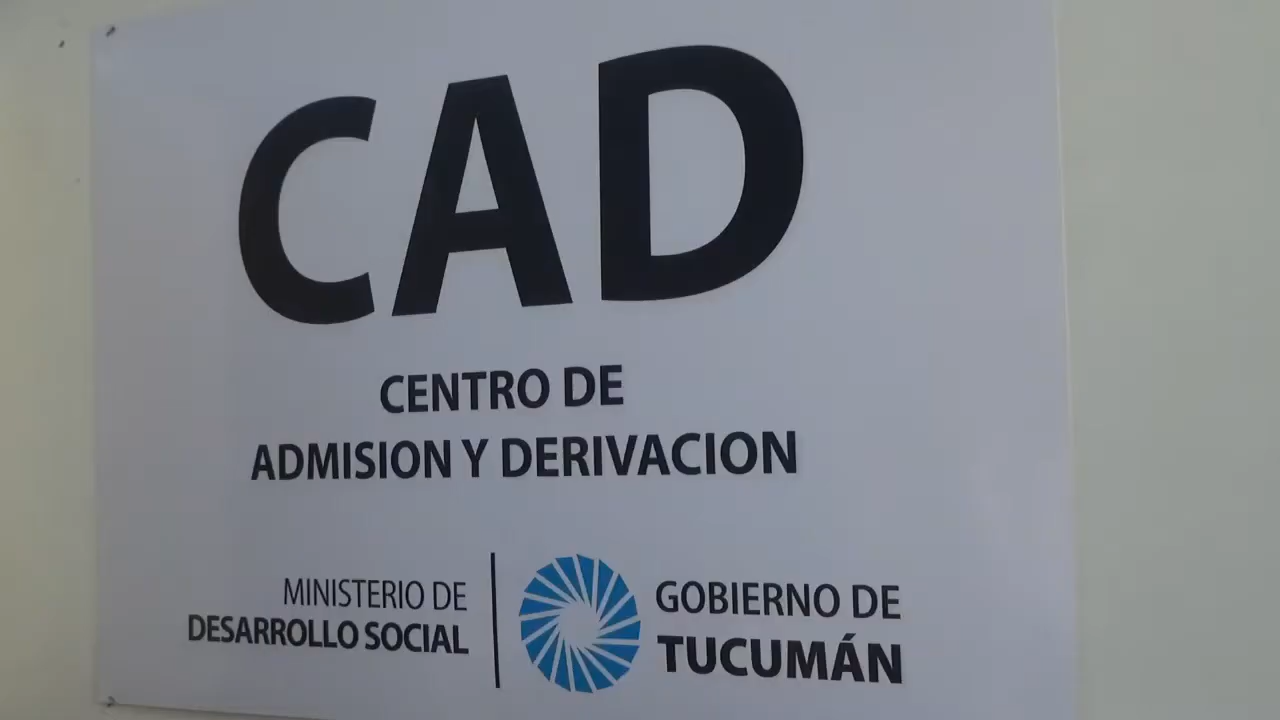 CAD
CENTRO DE
ADMISION Y DERIVACION
MINISTERIO DE
DESARROLLO SOCIAL
GOBIERNO DE
TUCUMÁN